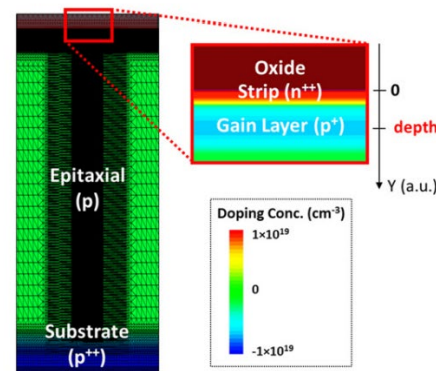 Oxide
Strip (n⁺⁺)
Gain Layer (p⁺)
0
depth
Y (a.u.)
Epitaxial
(p)
Substrate
(p⁺⁺)
Doping Conc. (cm⁻³)
1×10¹⁹
0
-1×10¹⁹